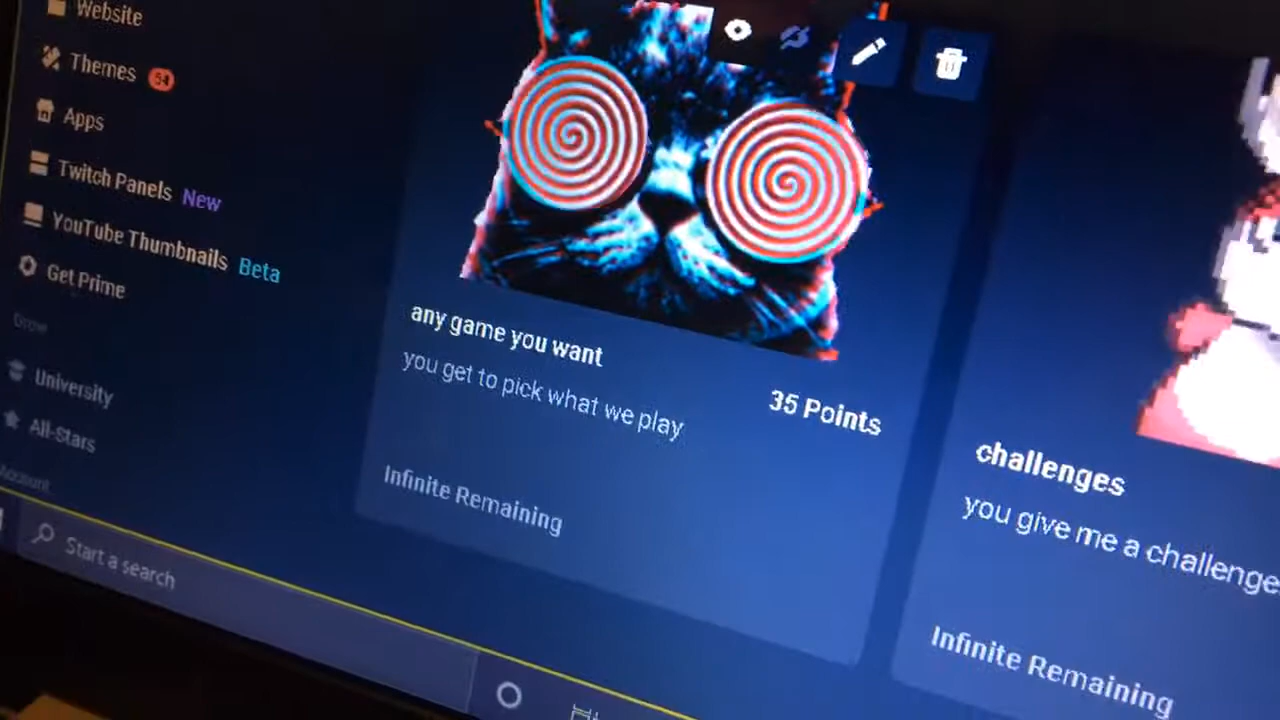 Website
Themes 54
Apps
Twitch Panels New
YouTube Thumbnails Beta
Get Prime
Grow
University
All-Stars
Account
Start a search
any game you want
you get to pick what we play
35 Points
Infinite Remaining
challenges
you give me a challenge
Infinite Remaining